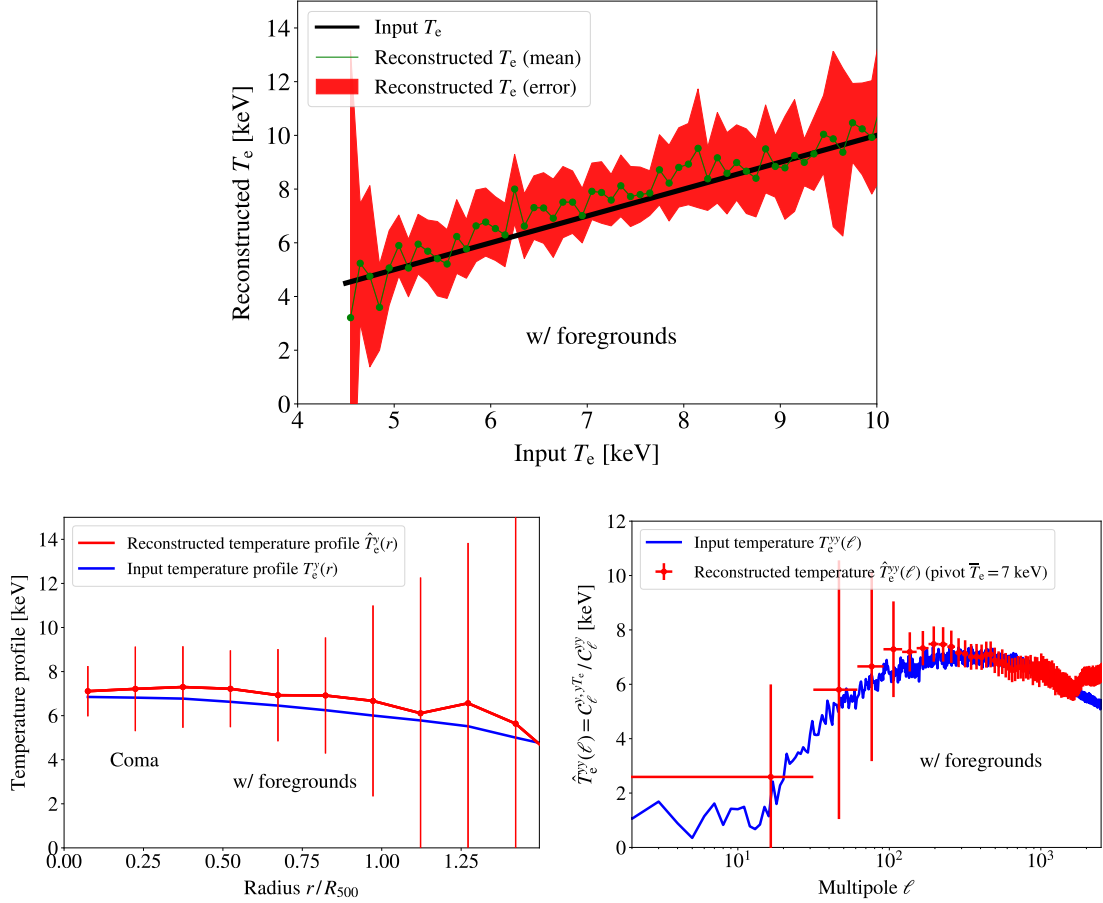 Input Tₑ
Reconstructed Tₑ (mean)
Reconstructed Tₑ (error)
Reconstructed Tₑ [keV]
14
12
10
8
6
4
2
0
w/ foregrounds
4 5 6 7 8 9 10
Input Tₑ [keV]
Reconstructed temperature profile T̂ₑʸ(r)
Input temperature profile Tₑʸ(r)
Temperature profile [keV]
14
12
10
8
6
4
2
0
Coma
w/ foregrounds
0.00 0.25 0.50 0.75 1.00 1.25
Radius r/R₅₀₀
Input temperature Tₑʸʸ(ℓ)
Reconstructed temperature T̂ₑʸʸ(ℓ) (pivot T̅ₑ = 7 keV)
T̂ₑʸʸ(ℓ) = C_ℓ^{y,yTₑ} / C_ℓ^{yy} [keV]
12
10
8
6
4
2
0
w/ foregrounds
10¹ 10² 10³
Multipole ℓ